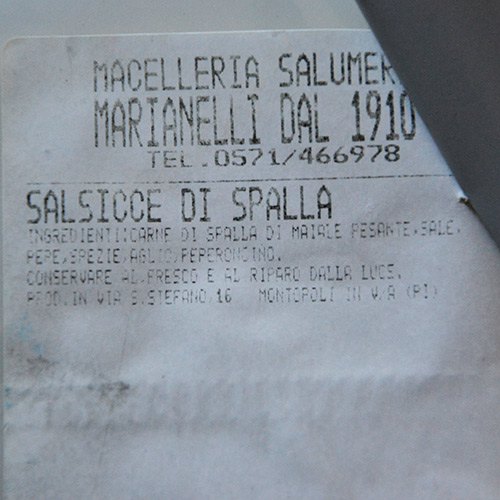 MACELLERIA SALUMER
MARIANELLI DAL 1910
TEL.0571/466978
SALSICCE DI SPALLA
INGREDIENTI:CARNE DI SPALLA DI MAIALE PESANTE,SALE,
PEPE,SPEZIE,AGLIO,PEPERONCINO.
CONSERVARE AL FRESCO E AL RIPARO DALLA LUCE.
PROD.IN VIA S.STEFANO,16 MONTOPOLI IN V/A (PI)